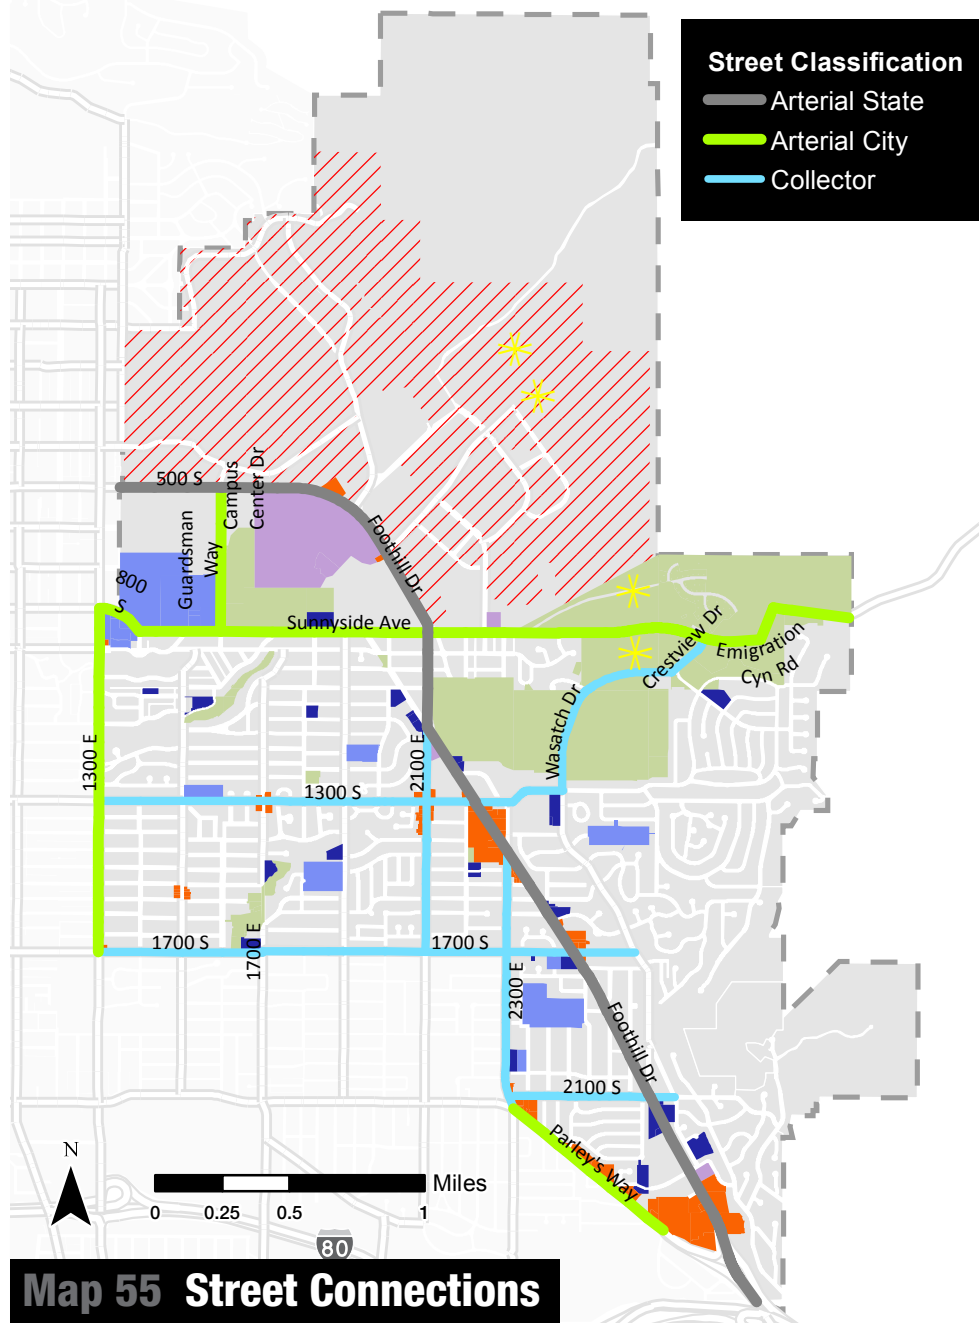 Street Classification
Arterial State
Arterial City
Collector
500 S
Campus
Center Dr
Guardsman
Way
Foothill Dr
800
S
Sunnyside Ave
Crestview Dr
Emigration
Cyn Rd
Wasatch Dr
1300 E
2100 E
1300 S
1700 S
1700 E
1700 S
2300 E
Foothill Dr
2100 S
Parley's Way
N
Miles
0 0.25 0.5 1
80
Map 55 Street Connections